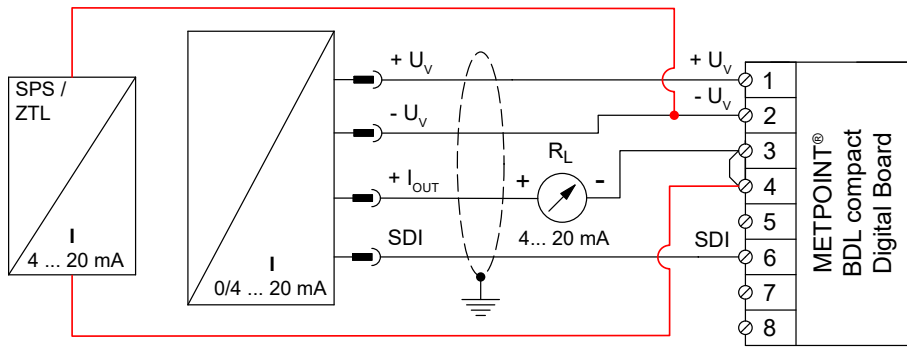 SPS /
ZTL
I
4 ... 20 mA
I
0/4 ... 20 mA
+ UV
- UV
+ IOUT
SDI
RL
+ -
4... 20 mA
+ UV
- UV
SDI
1
2
3
4
5
6
7
8
METPOINT®
BDL compact
Digital Board